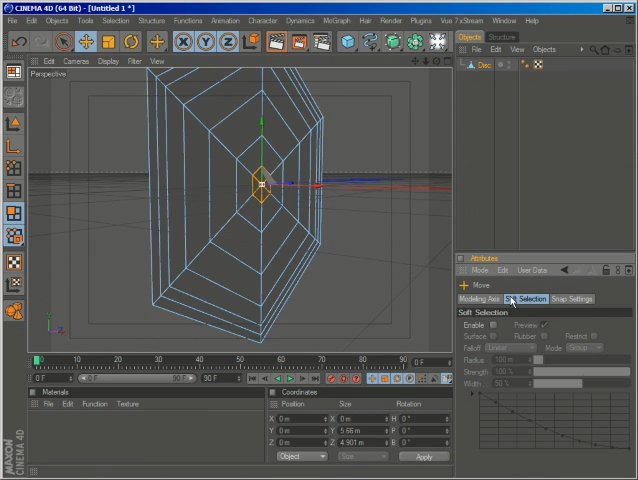 CINEMA 4D (64 Bit) - [Untitled 1 *]
File Edit Objects Tools Selection Structure Functions Animation Character Dynamics MoGraph Hair Render Plugins Vue 7xStream Window Help
Objects Structure
File Edit View Objects
Disc
Edit Cameras Display Filter View
Perspective
Attributes
Mode Edit User Data
Move
Modeling Axis Soft Selection Snap Settings
Soft Selection
Enable Preview
Surface Rubber Restrict
Falloff Linear Mode Group
Radius 100 m
Strength 100 %
Width 50 %
0 10 20 30 40 50 60 70 80 90 0 F
0 F 0 F 90 F 90 F
Materials
File Edit Function Texture
Coordinates
Position Size Rotation
X 0 m X 0 m H 0 °
Y 0 m Y 5.66 m P 0 °
Z 0 m Z 4.901 m B 0 °
Object Size Apply
MAXON
CINEMA 4D